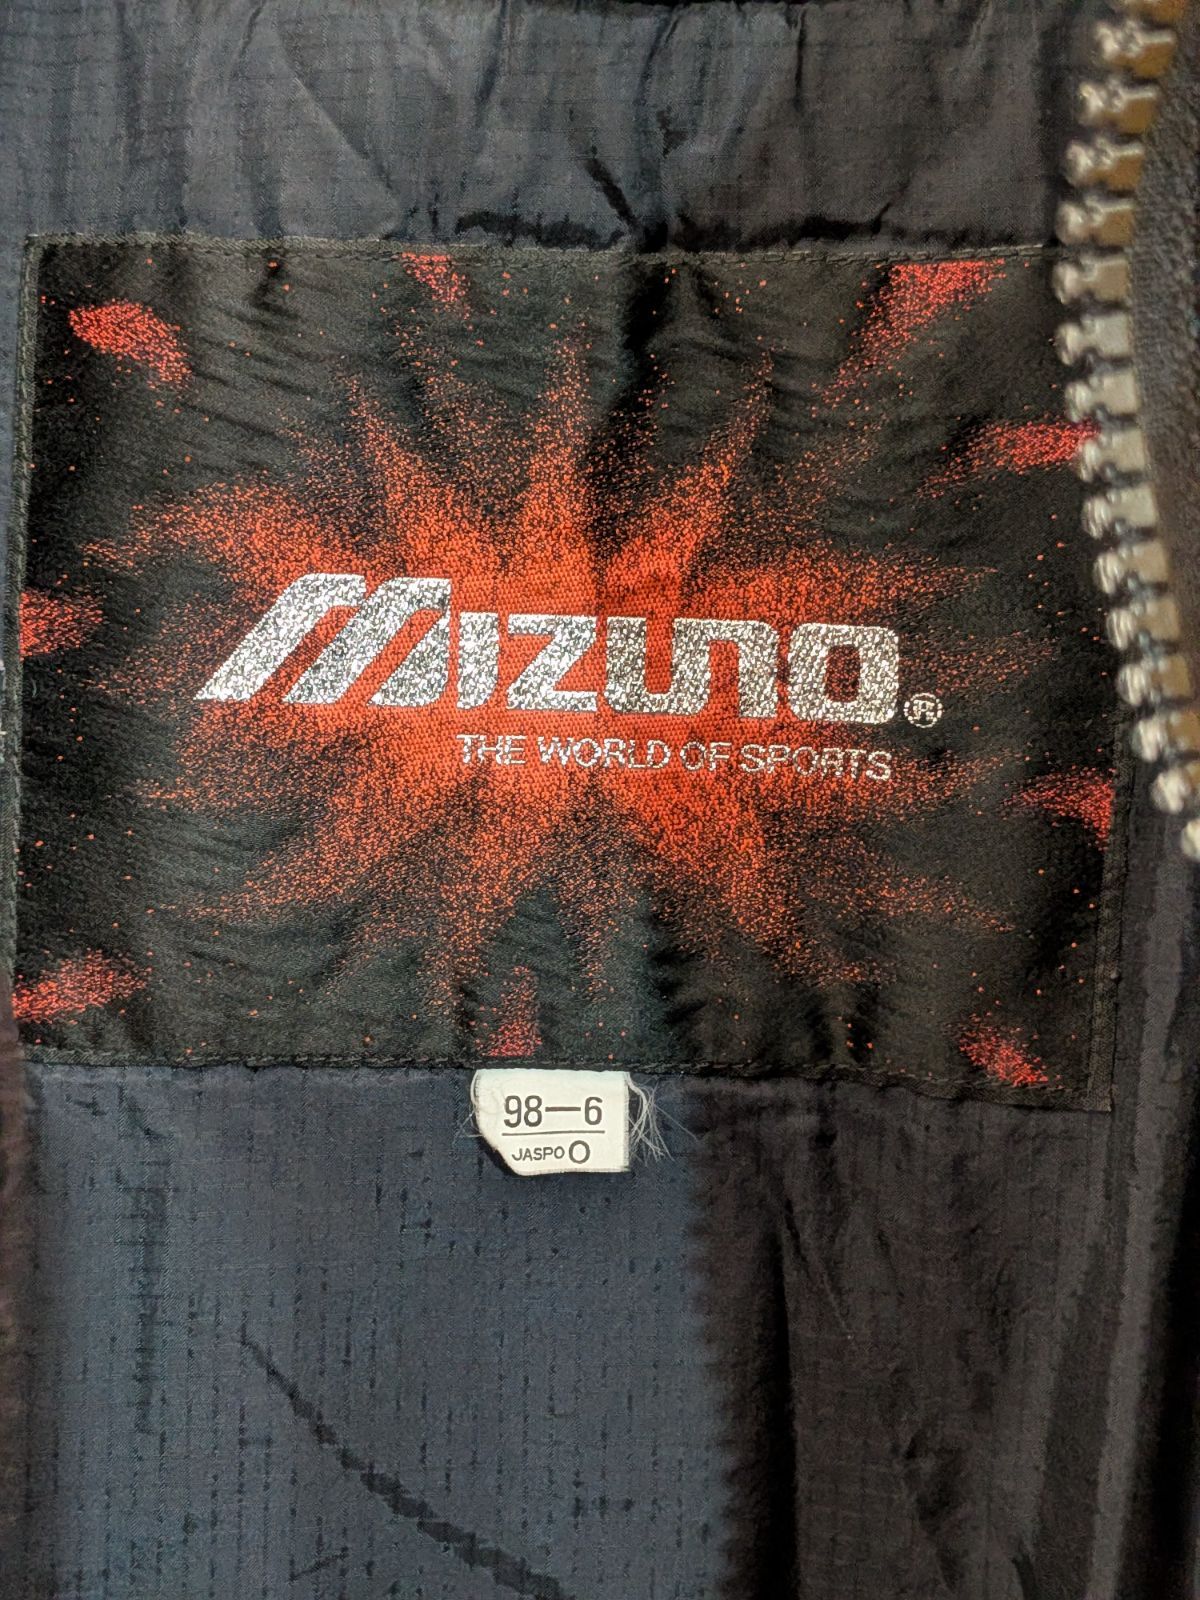 MIZUNO®
THE WORLD OF SPORTS
98—6
JASPO O